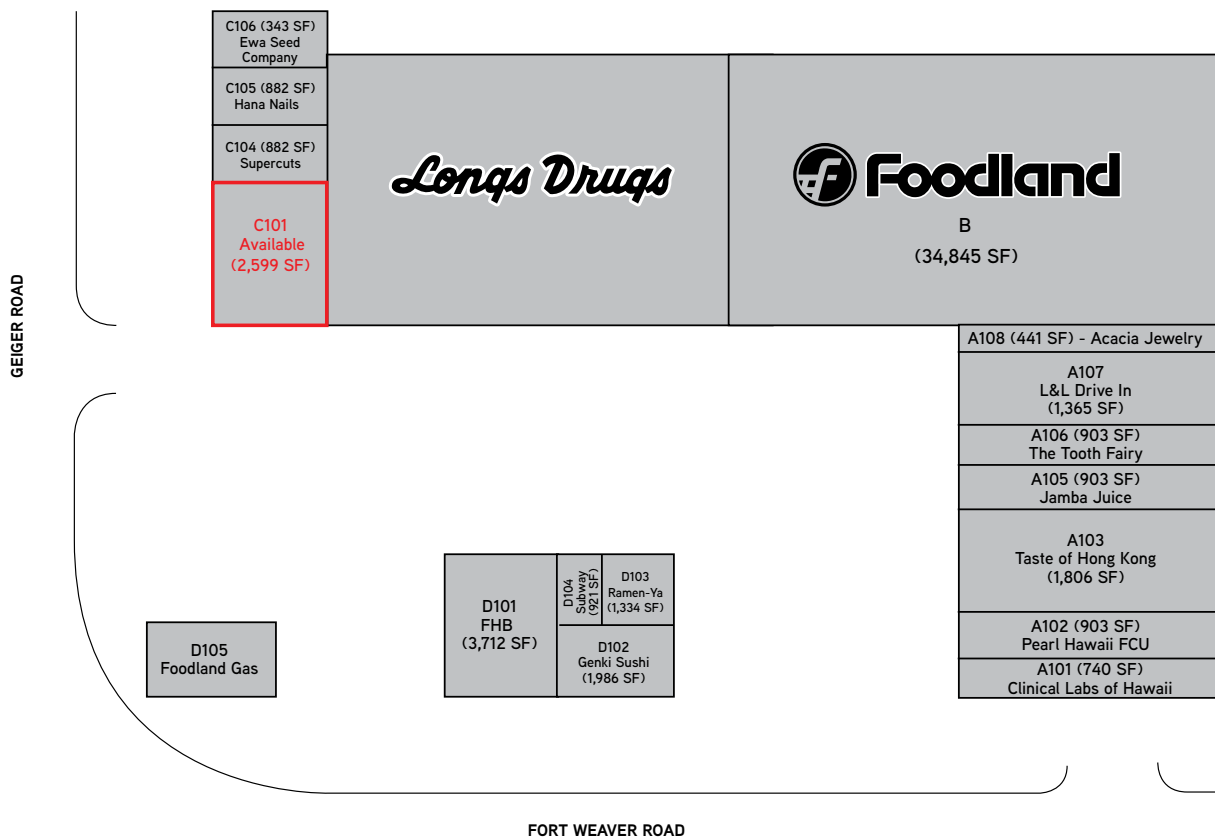 C106 (343 SF)
Ewa Seed
Company
C105 (882 SF)
Hana Nails
C104 (882 SF)
Supercuts
C101
Available
(2,599 SF)
Longs Drugs
Foodland
B
(34,845 SF)
GEIGER ROAD
A108 (441 SF) - Acacia Jewelry
A107
L&L Drive In
(1,365 SF)
A106 (903 SF)
The Tooth Fairy
A105 (903 SF)
Jamba Juice
A103
Taste of Hong Kong
(1,806 SF)
A102 (903 SF)
Pearl Hawaii FCU
A101 (740 SF)
Clinical Labs of Hawaii
D105
Foodland Gas
D101
FHB
(3,712 SF)
D104
Subway
(921 SF)
D103
Ramen-Ya
(1,334 SF)
D102
Genki Sushi
(1,986 SF)
FORT WEAVER ROAD